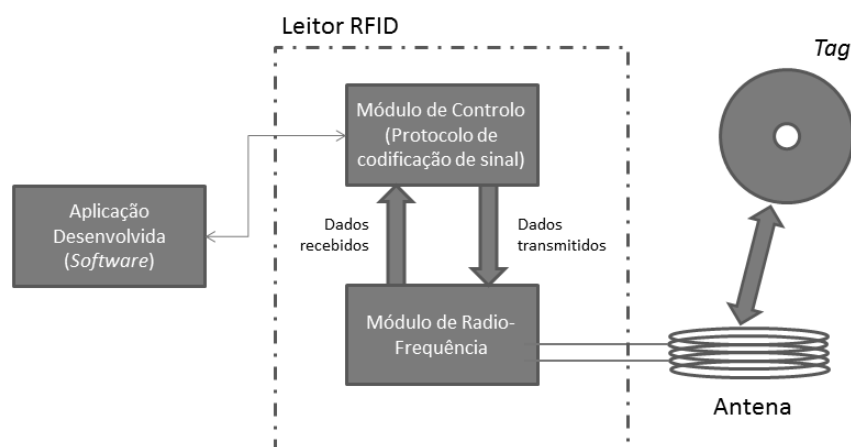 Leitor RFID
Tag
Módulo de Controlo
(Protocolo de
codificação de sinal)
Aplicação
Desenvolvida
(Software)
Dados
recebidos
Dados
transmitidos
Módulo de Radio-
Frequência
Antena